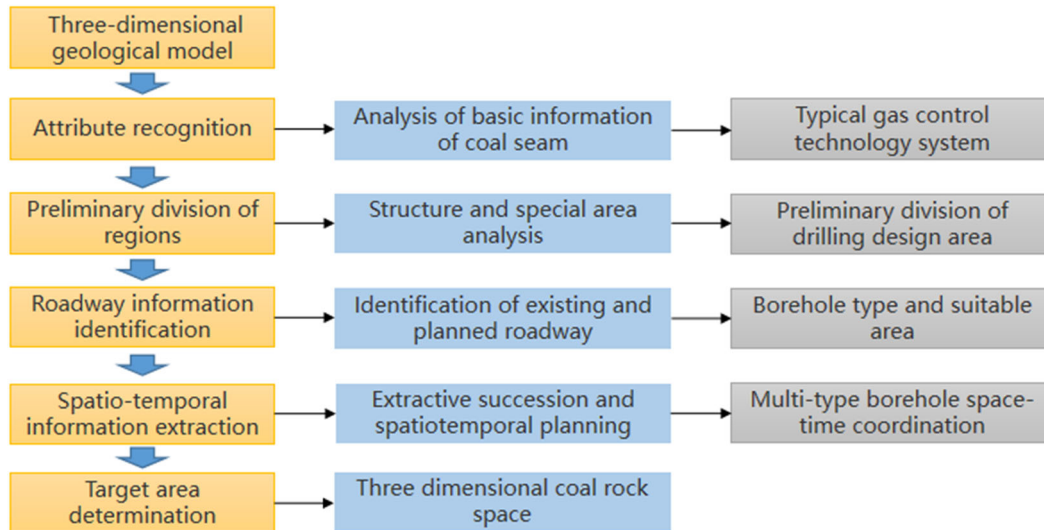 Three-dimensional
geological model
Attribute recognition
Analysis of basic information
of coal seam
Typical gas control
technology system
Preliminary division of
regions
Structure and special area
analysis
Preliminary division of
drilling design area
Roadway information
identification
Identification of existing and
planned roadway
Borehole type and suitable
area
Spatio-temporal
information extraction
Extractive succession and
spatiotemporal planning
Multi-type borehole space-
time coordination
Target area
determination
Three dimensional coal rock
space